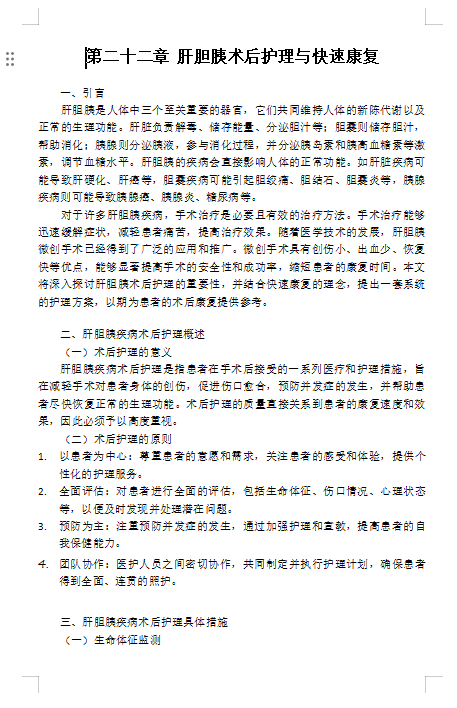 第二十二章 肝胆胰术后护理与快速康复
一、引言
肝胆胰是人体中三个至关重要的器官，它们共同维持人体的新陈代谢以及
正常的生理功能。肝脏负责解毒、储存能量、分泌胆汁等；胆囊则储存胆汁，
帮助消化；胰腺则分泌胰液，参与消化过程，并分泌胰岛素和胰高血糖素等激
素，调节血糖水平。肝胆胰的疾病会直接影响人体的正常功能。如肝脏疾病可
能导致肝硬化、肝癌等，胆囊疾病可能引起胆绞痛、胆结石、胆囊炎等，胰腺
疾病则可能导致胰腺癌、胰腺炎、糖尿病等。
对于许多肝胆胰疾病，手术治疗是必要且有效的治疗方法。手术治疗能够
迅速缓解症状，减轻患者痛苦，提高治疗效果。随着医学技术的发展，肝胆胰
微创手术已经得到了广泛的应用和推广。微创手术具有创伤小、出血少、恢复
快等优点，能够显著提高手术的安全性和成功率，缩短患者的康复时间。本文
将深入探讨肝胆胰术后护理的重要性，并结合快速康复的理念，提出一套系统
的护理方案，以期为患者的术后康复提供参考。
二、肝胆胰疾病术后护理概述
（一）术后护理的意义
肝胆胰疾病术后护理是指患者在手术后接受的一系列医疗和护理措施，旨
在减轻手术对患者身体的创伤，促进伤口愈合，预防并发症的发生，并帮助患
者尽快恢复正常的生理功能。术后护理的质量直接关系到患者的康复速度和效
果，因此必须予以高度重视。
（二）术后护理的原则
1. 以患者为中心：尊重患者的意愿和需求，关注患者的感受和体验，提供个
性化的护理服务。
2. 全面评估：对患者进行全面的评估，包括生命体征、伤口情况、心理状态
等，以便及时发现并处理潜在问题。
3. 预防为主：注重预防并发症的发生，通过加强护理和宣教，提高患者的自
我保健能力。
4. 团队协作：医护人员之间密切协作，共同制定并执行护理计划，确保患者
得到全面、连贯的照护。
三、肝胆胰疾病术后护理具体措施
（一）生命体征监测